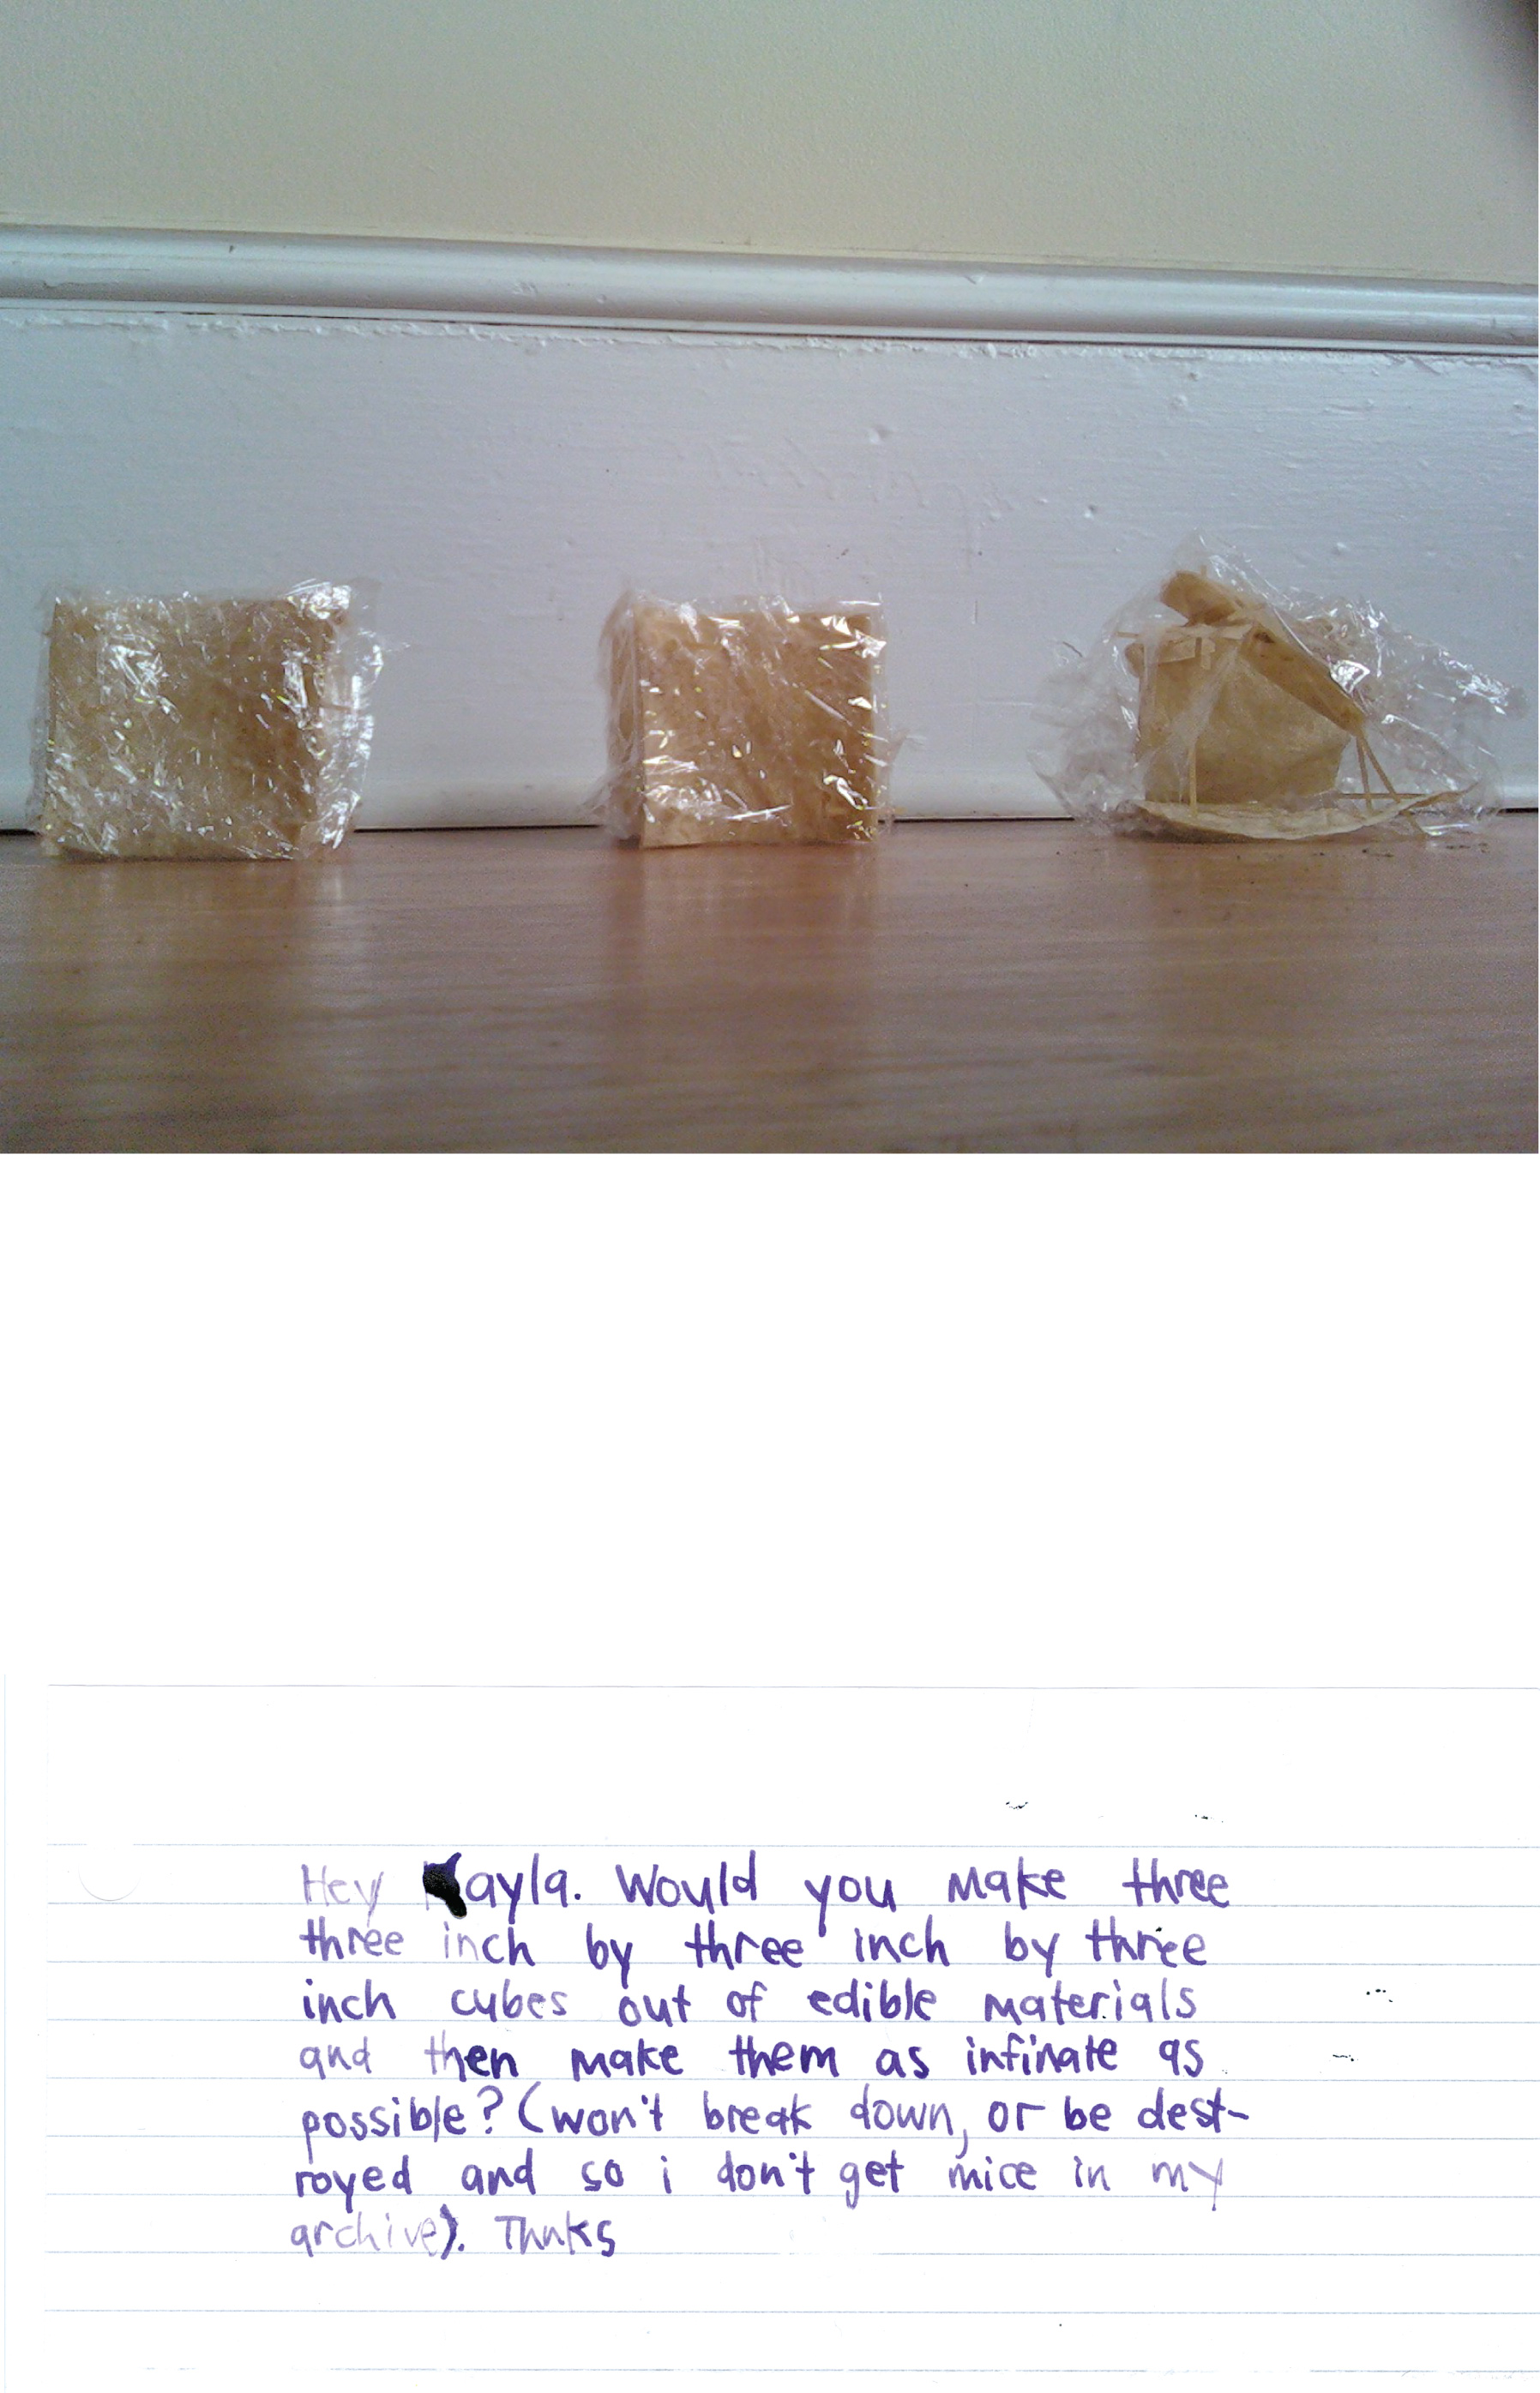 Hey Kayla. Would you make three
three inch by three inch by three
inch cubes out of edible materials
and then make them as infinate as
possible? (won't break down, or be dest-
royed and so i don't get mice in my
archive). Thnks